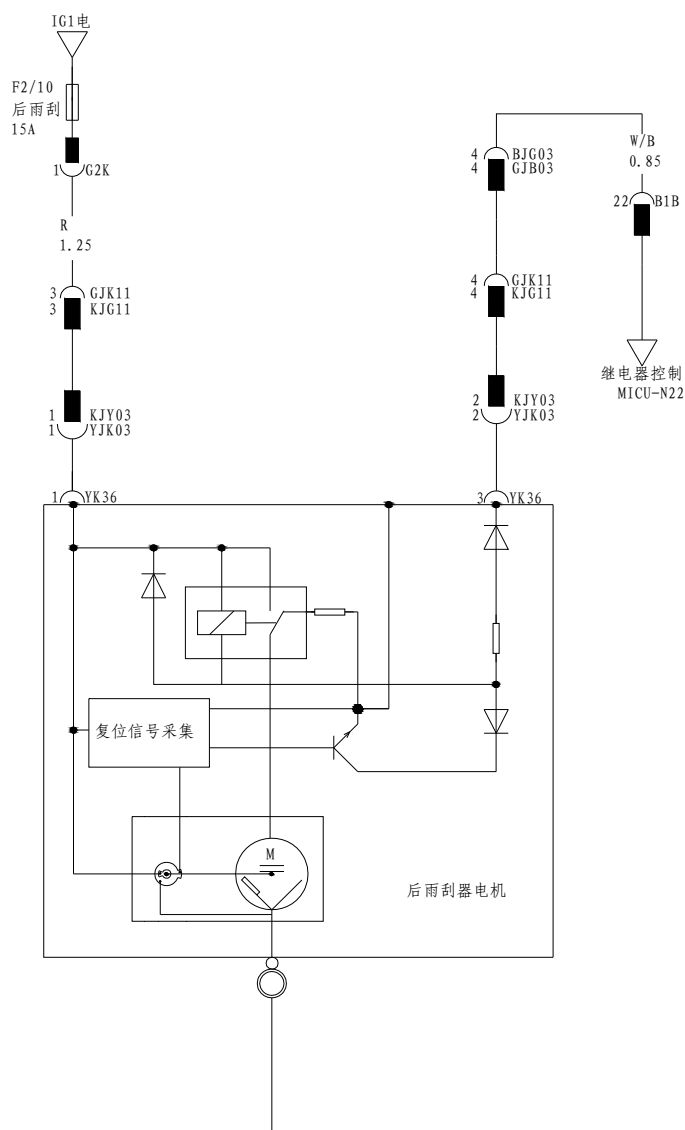 IG1电
F2/10
后雨刮
15A
1 G2K
R
1.25
3 GJK11
3 KJG11
1 KJY03
1 YJK03
1 YK36
4 BJG03
4 GJB03
W/B
0.85
22 B1B
4 GJK11
4 KJG11
继电器控制
MICU-N22
2 KJY03
2 YJK03
3 YK36
复位信号采集
M
后雨刮器电机